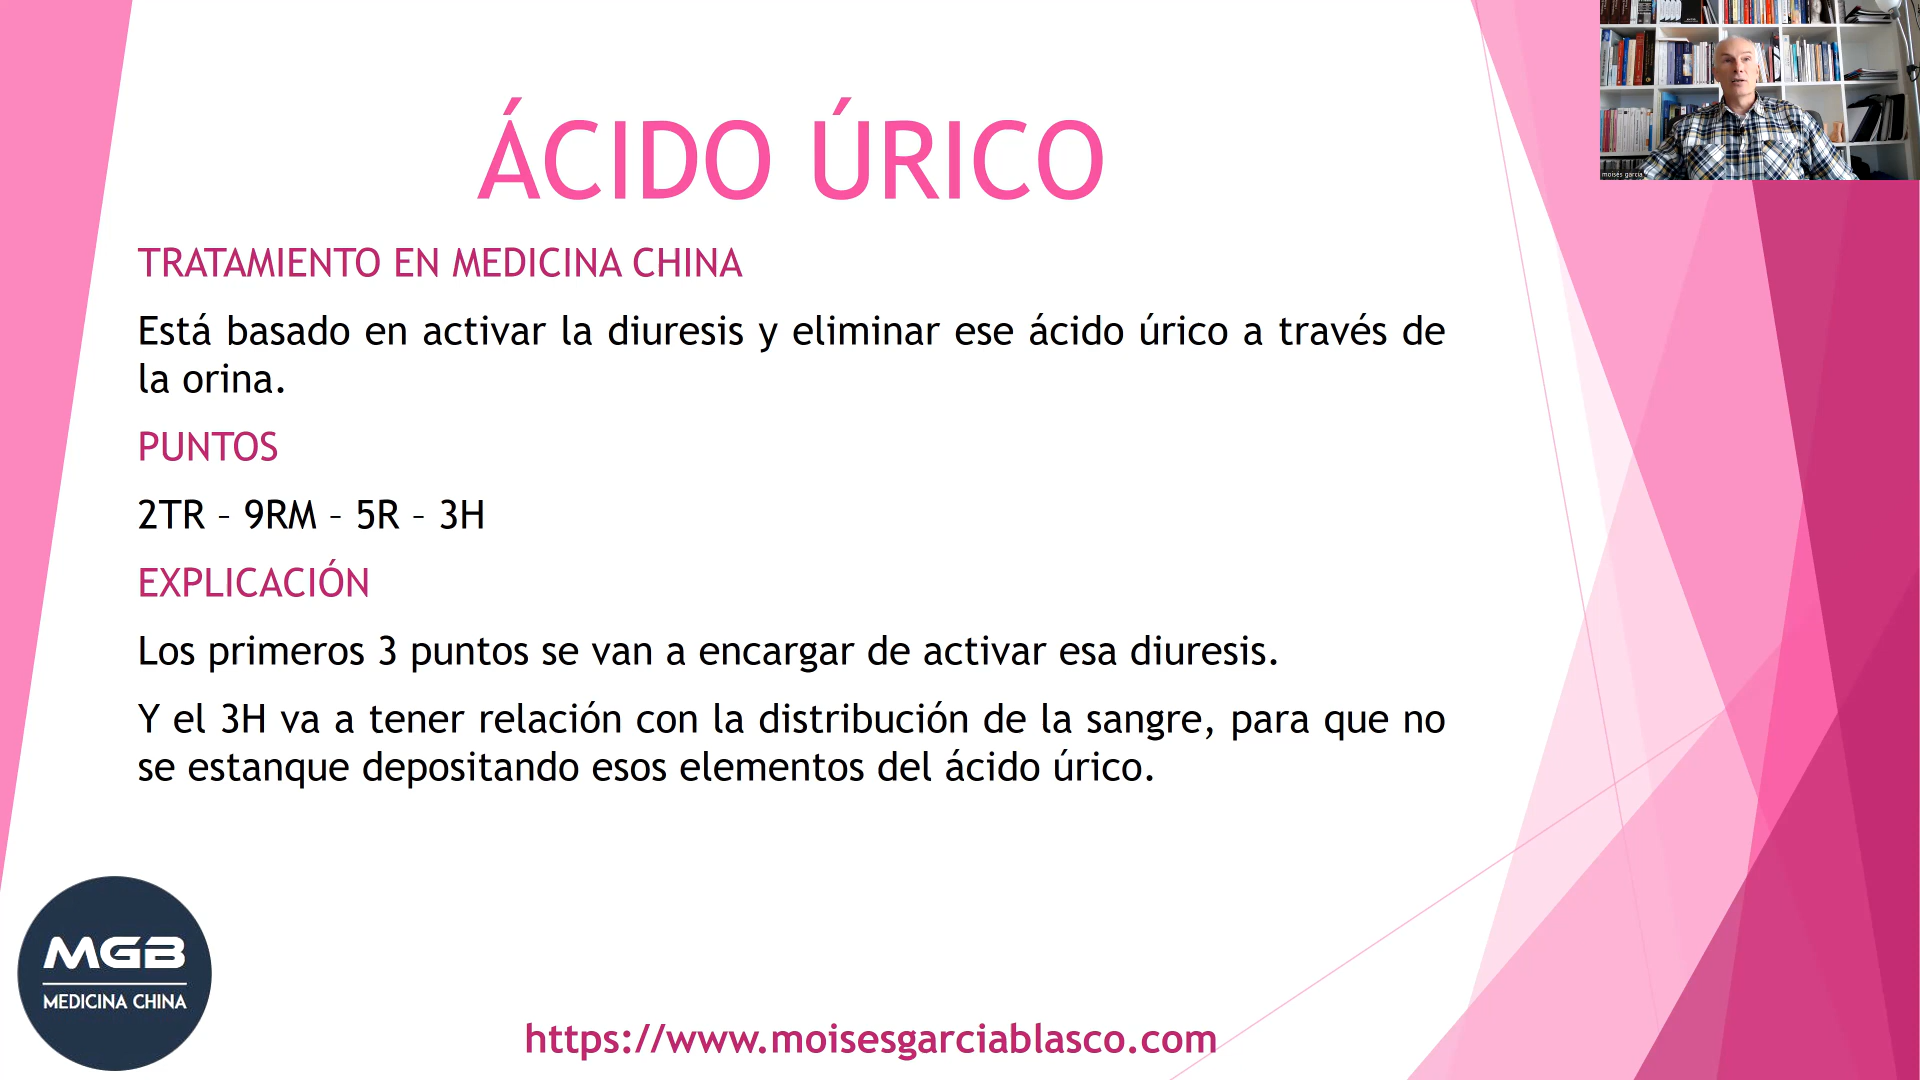 ÁCIDO ÚRICO
TRATAMIENTO EN MEDICINA CHINA
Está basado en activar la diuresis y eliminar ese ácido úrico a través de
la orina.
PUNTOS
2TR – 9RM – 5R – 3H
EXPLICACIÓN
Los primeros 3 puntos se van a encargar de activar esa diuresis.
Y el 3H va a tener relación con la distribución de la sangre, para que no
se estanque depositando esos elementos del ácido úrico.
MGB
MEDICINA CHINA
https://www.moisesgarciablasco.com
moisés garcía